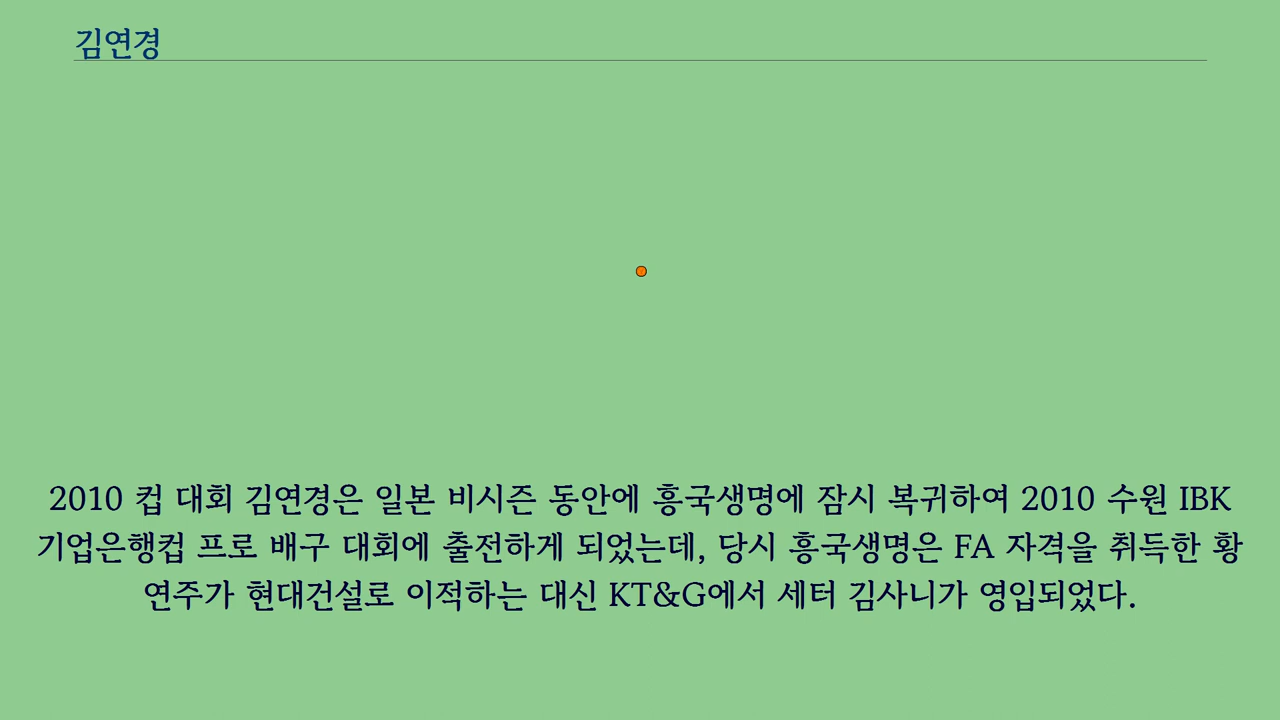 김연경
2010 컵 대회 김연경은 일본 비시즌 동안에 흥국생명에 잠시 복귀하여 2010 수원 IBK
기업은행컵 프로 배구 대회에 출전하게 되었는데, 당시 흥국생명은 FA 자격을 취득한 황
연주가 현대건설로 이적하는 대신 KT&G에서 세터 김사니가 영입되었다.